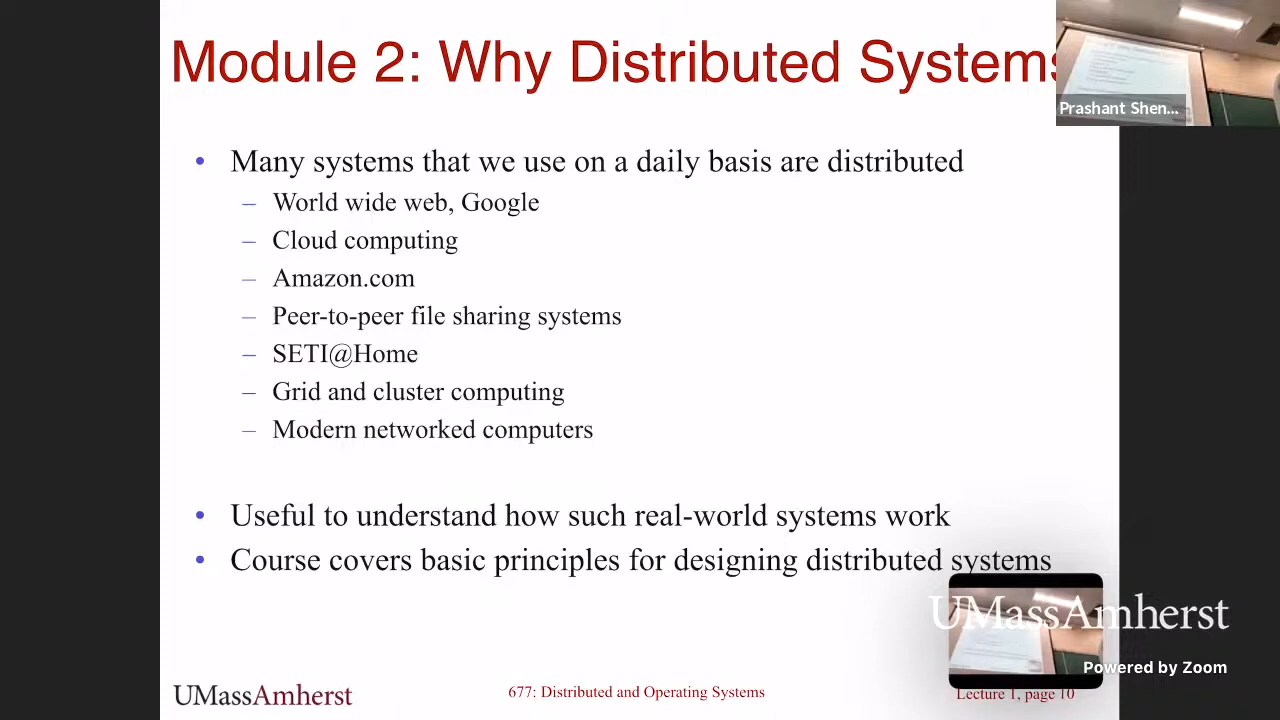 Module 2: Why Distributed Systems
Prashant Shen...
• Many systems that we use on a daily basis are distributed
– World wide web, Google
– Cloud computing
– Amazon.com
– Peer-to-peer file sharing systems
– SETI@Home
– Grid and cluster computing
– Modern networked computers
• Useful to understand how such real-world systems work
• Course covers basic principles for designing distributed systems
UMassAmherst
Powered by Zoom
UMassAmherst
677: Distributed and Operating Systems
Lecture 1, page 10